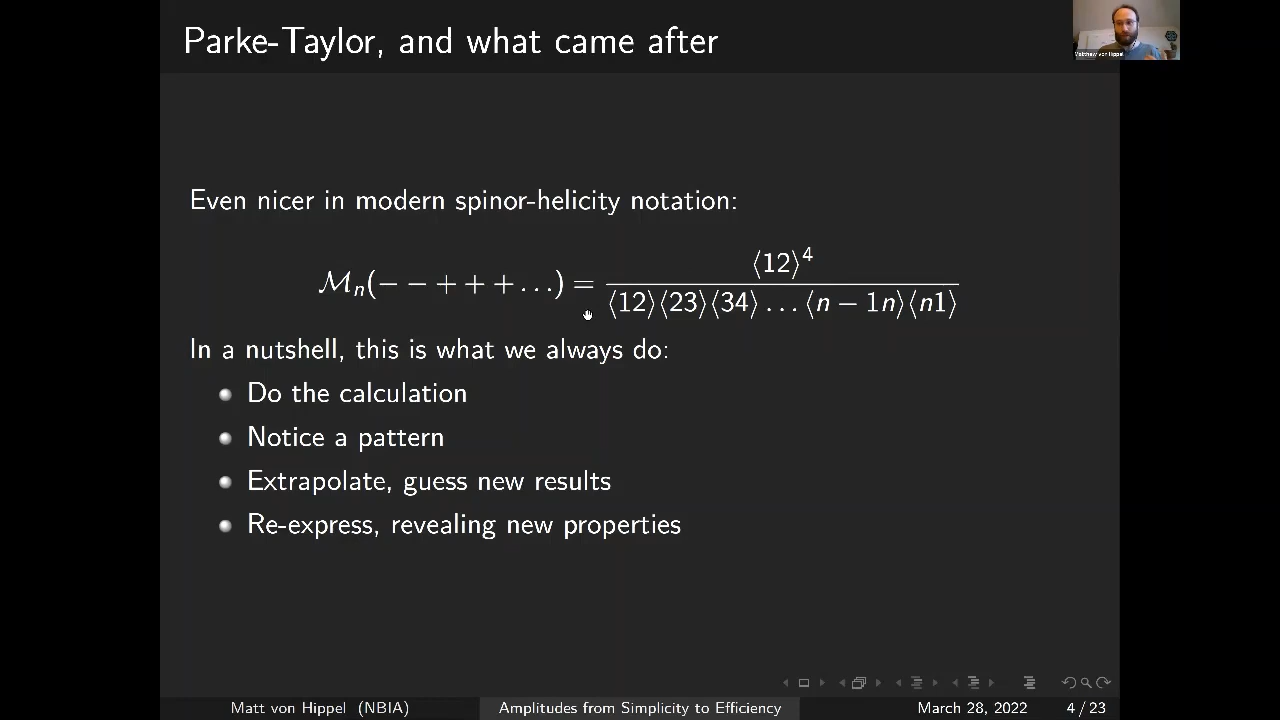 Parke-Taylor, and what came after
Matthew von Hippel
Even nicer in modern spinor-helicity notation:
ℳₙ(− − + + + …) = ⟨12⟩⁴ / ⟨12⟩⟨23⟩⟨34⟩ … ⟨n − 1n⟩⟨n1⟩
In a nutshell, this is what we always do:
Do the calculation
Notice a pattern
Extrapolate, guess new results
Re-express, revealing new properties
Matt von Hippel (NBIA) Amplitudes from Simplicity to Efficiency March 28, 2022 4 / 23